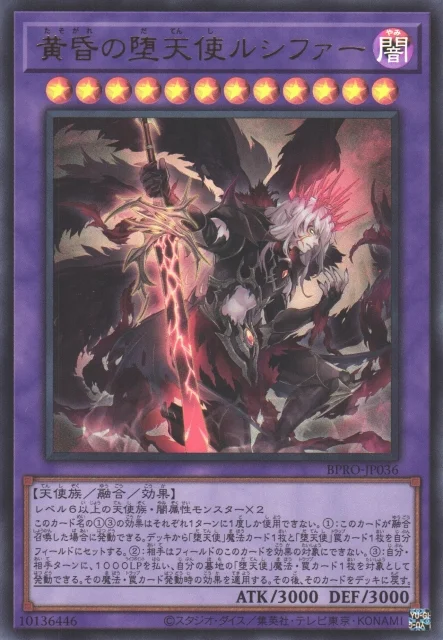 黄昏の堕天使ルシファー
闇
BPRO-JP036
【天使族/融合/効果】
レベル6以上の天使族・闇属性モンスター×2
このカード名の①③の効果はそれぞれ1ターンに1度しか使用できない。①:このカードが融合
召喚した場合に発動できる。デッキから「堕天使」魔法カード1枚と「堕天使」罠カード1枚を自分
フィールドにセットする。②:相手はフィールドのこのカードを効果の対象にできない。③:自分・
相手ターンに、1000LPを払い、自分の墓地の「堕天使」魔法・罠カード1枚を対象として
発動できる。その魔法・罠カード発動時の効果を適用する。その後、そのカードをデッキに戻す。
ATK/3000 DEF/3000
10136446
©スタジオ・ダイス/集英社・テレビ東京・KONAMI